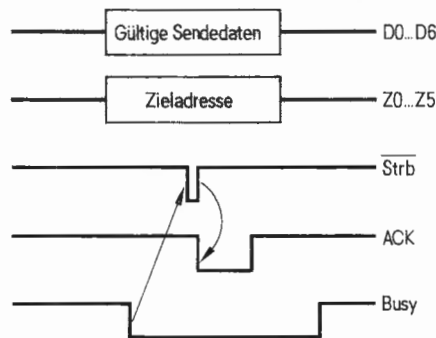 Gültige Sendedaten D0...D6
Zieladresse Z0...Z5
Strb
ACK
Busy